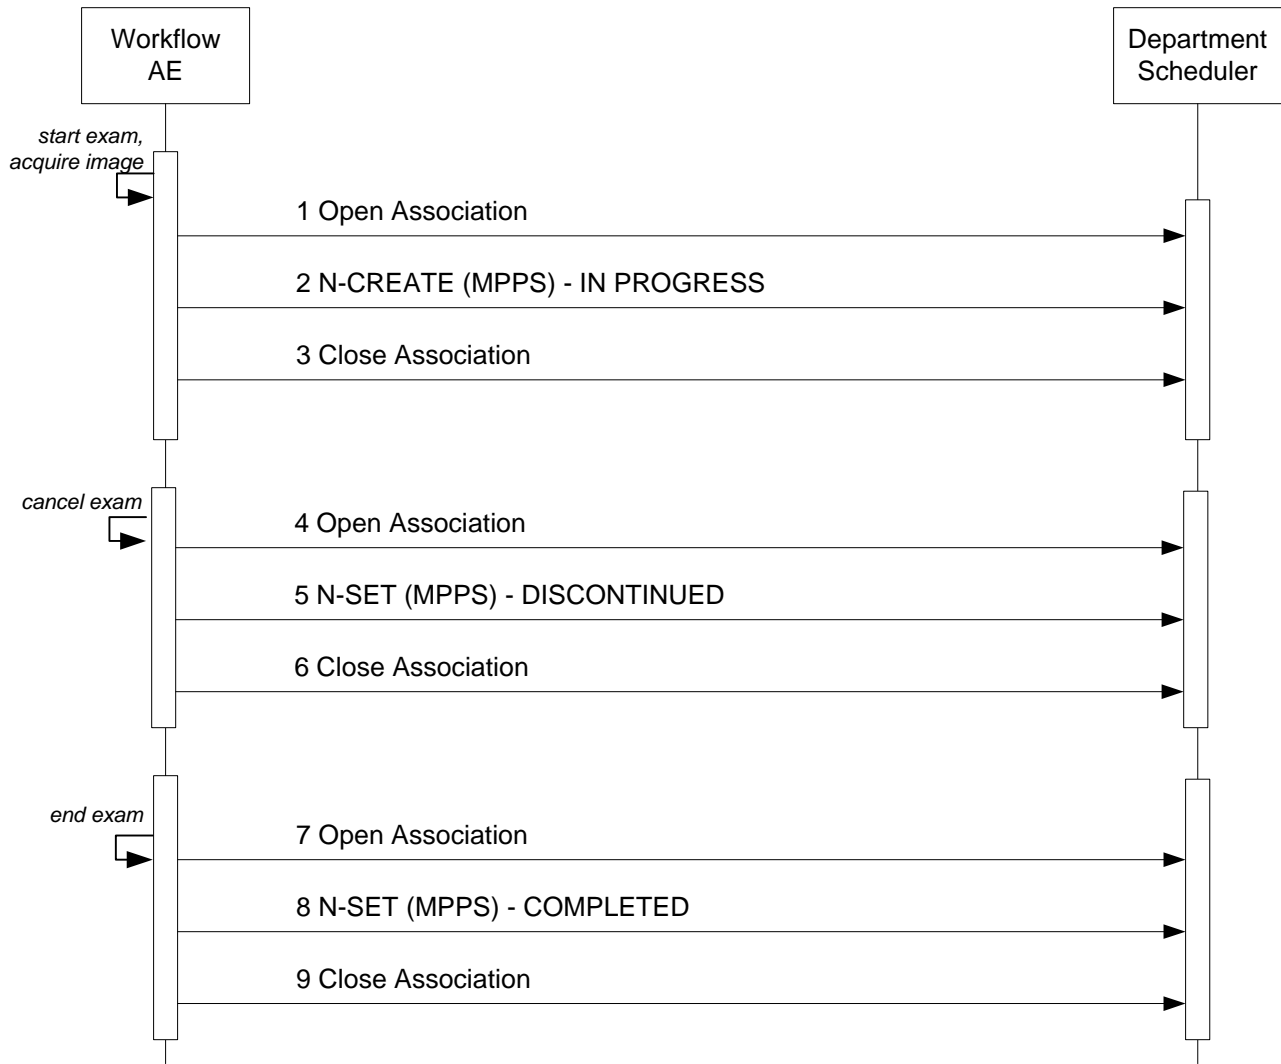 Workflow
AE
Department
Scheduler
start exam,
acquire image
1 Open Association
2 N-CREATE (MPPS) - IN PROGRESS
3 Close Association
cancel exam
4 Open Association
5 N-SET (MPPS) - DISCONTINUED
6 Close Association
end exam
7 Open Association
8 N-SET (MPPS) - COMPLETED
9 Close Association